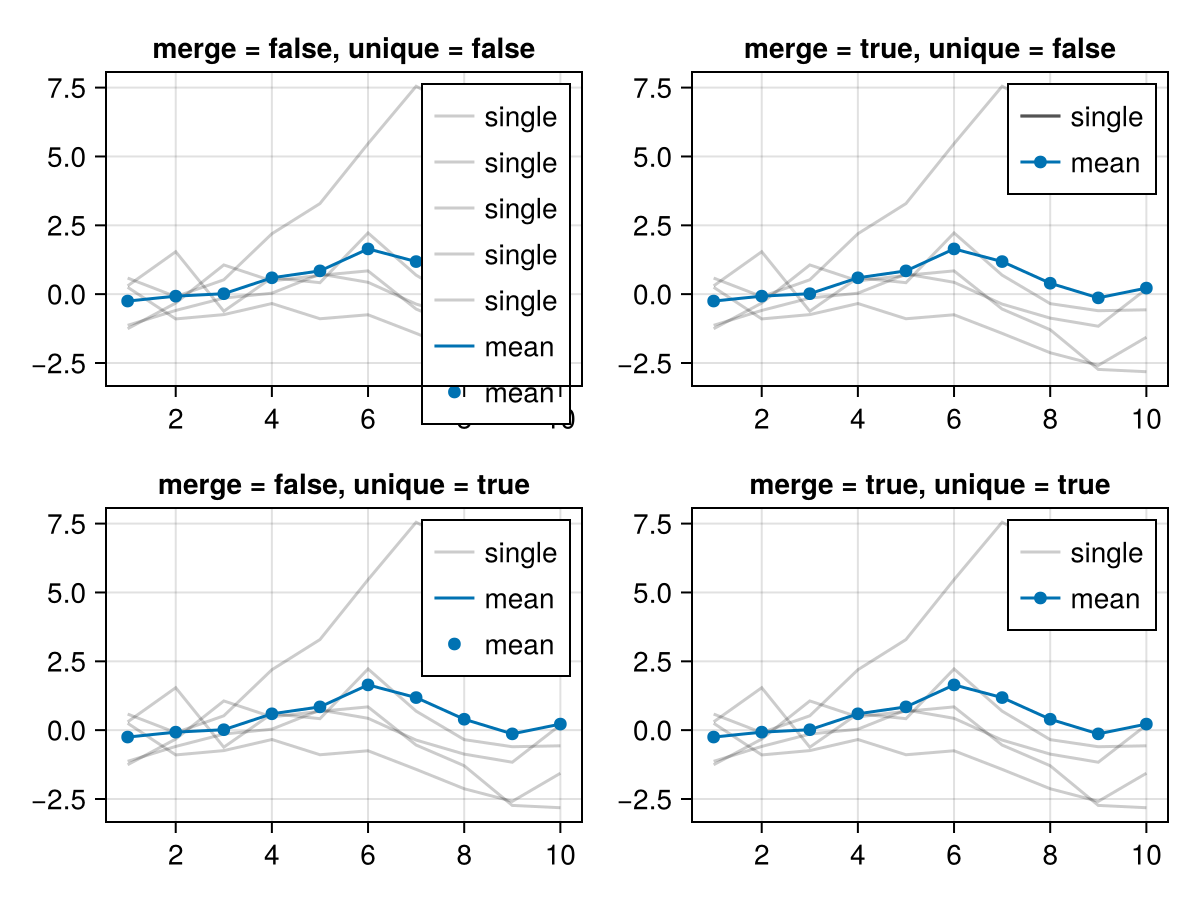 merge = false, unique = false
7.5
5.0
2.5
0.0
−2.5
2
4
6
8
10
single
single
single
single
single
mean
mean
merge = true, unique = false
7.5
5.0
2.5
0.0
−2.5
2
4
6
8
10
single
mean
merge = false, unique = true
7.5
5.0
2.5
0.0
−2.5
2
4
6
8
10
single
mean
mean
merge = true, unique = true
7.5
5.0
2.5
0.0
−2.5
2
4
6
8
10
single
mean